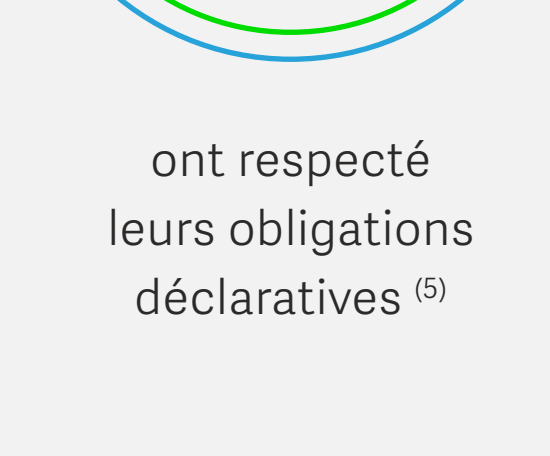 ont respecté
leurs obligations
déclaratives (5)